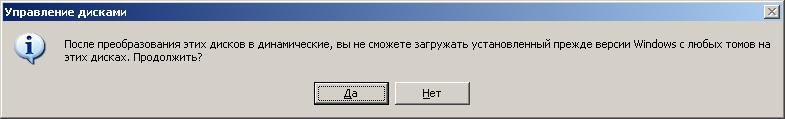 Управление дисками
После преобразования этих дисков в динамические, вы не сможете загружать установленный прежде версии Windows с любых томов на
этих дисках. Продолжить?
Да
Нет